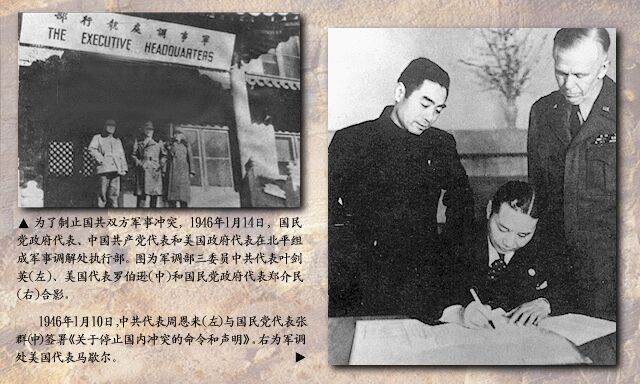 軍事調處執行部
THE EXECUTIVE HEADQUARTERS
▲ 为了制止国共双方军事冲突，1946年1月14日，国民
党政府代表、中国共产党代表和美国政府代表在北平组
成军事调解处执行部。图为军调部三委员中共代表叶剑
英(左)、美国代表罗伯逊(中)和国民党政府代表郑介民
(右)合影。
1946年1月10日,中共代表周恩来(左)与国民党代表张
群(中)签署《关于停止国内冲突的命令和声明》。右为军调
处美国代表马歇尔。 ▶